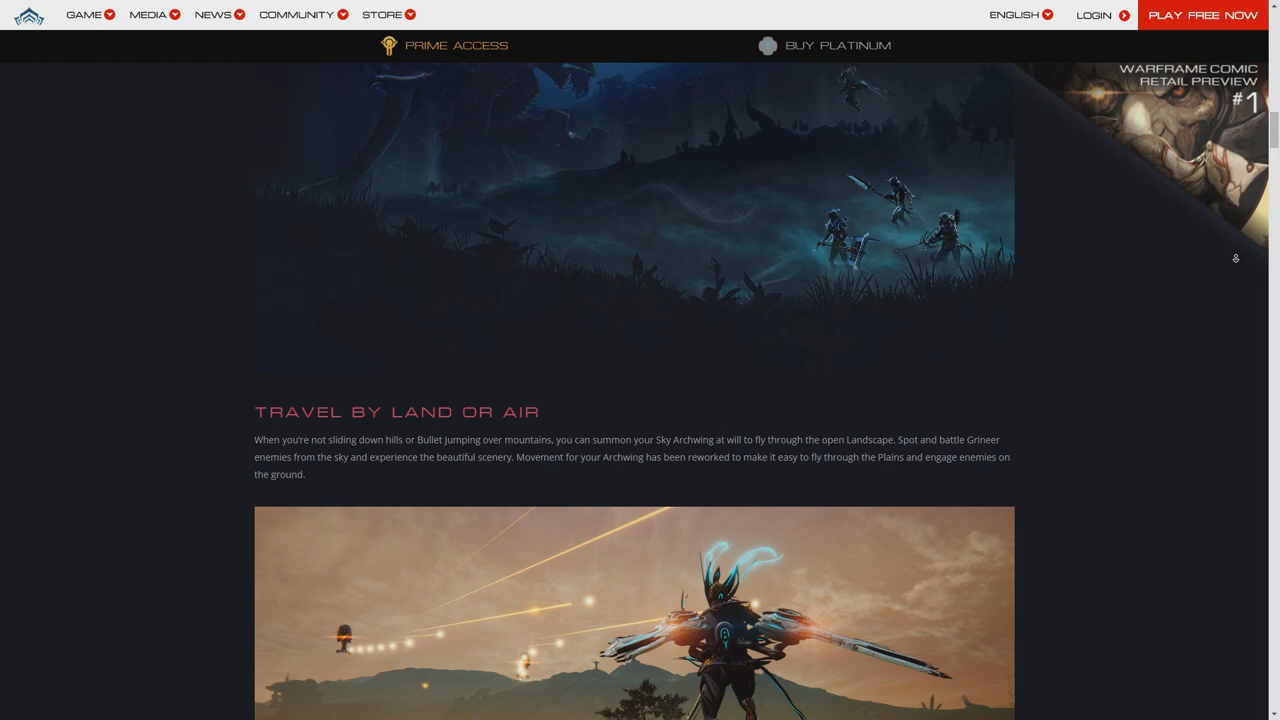 GAME MEDIA NEWS COMMUNITY STORE ENGLISH LOGIN PLAY FREE NOW
PRIME ACCESS BUY PLATINUM
WARFRAME COMIC
RETAIL PREVIEW
#1
TRAVEL BY LAND OR AIR
When you're not sliding down hills or Bullet Jumping over mountains, you can summon your Sky Archwing at will to fly through the open Landscape. Spot and battle Grineer
enemies from the sky and experience the beautiful scenery. Movement for your Archwing has been reworked to make it easy to fly through the Plains and engage enemies on
the ground.